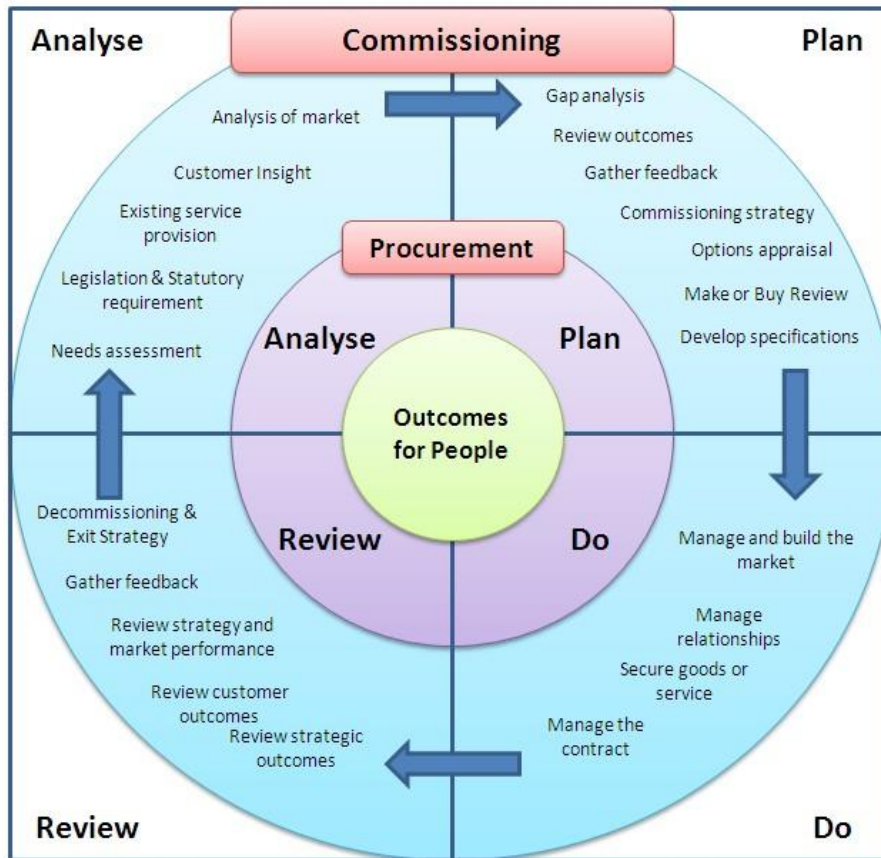 Analyse
Commissioning
Plan
Analysis of market
Customer Insight
Existing service
provision
Legislation & Statutory
requirement
Needs assessment
Gap analysis
Review outcomes
Gather feedback
Commissioning strategy
Options appraisal
Make or Buy Review
Develop specifications
Procurement
Analyse
Plan
Outcomes
for People
Review
Do
Manage and build the
market
Manage
relationships
Secure goods or
service
Manage the
contract
Decommissioning &
Exit Strategy
Gather feedback
Review strategy and
market performance
Review customer
outcomes
Review strategic
outcomes
Review
Do